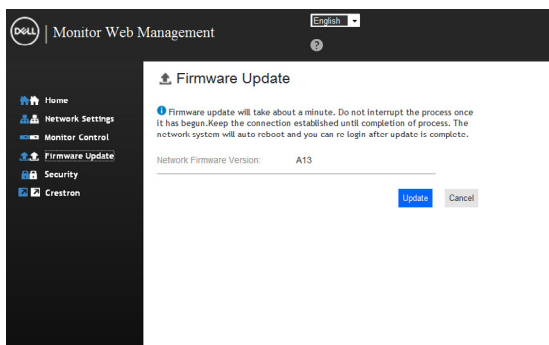 English
DELL | Monitor Web Management
?
Firmware Update
Home
Network Settings
Monitor Control
Firmware Update
Security
Crestron
Firmware update will take about a minute. Do not interrupt the process once
it has begun.Keep the connection established until completion of process. The
network system will auto reboot and you can re login after update is complete.
Network Firmware Version: A13
Update Cancel